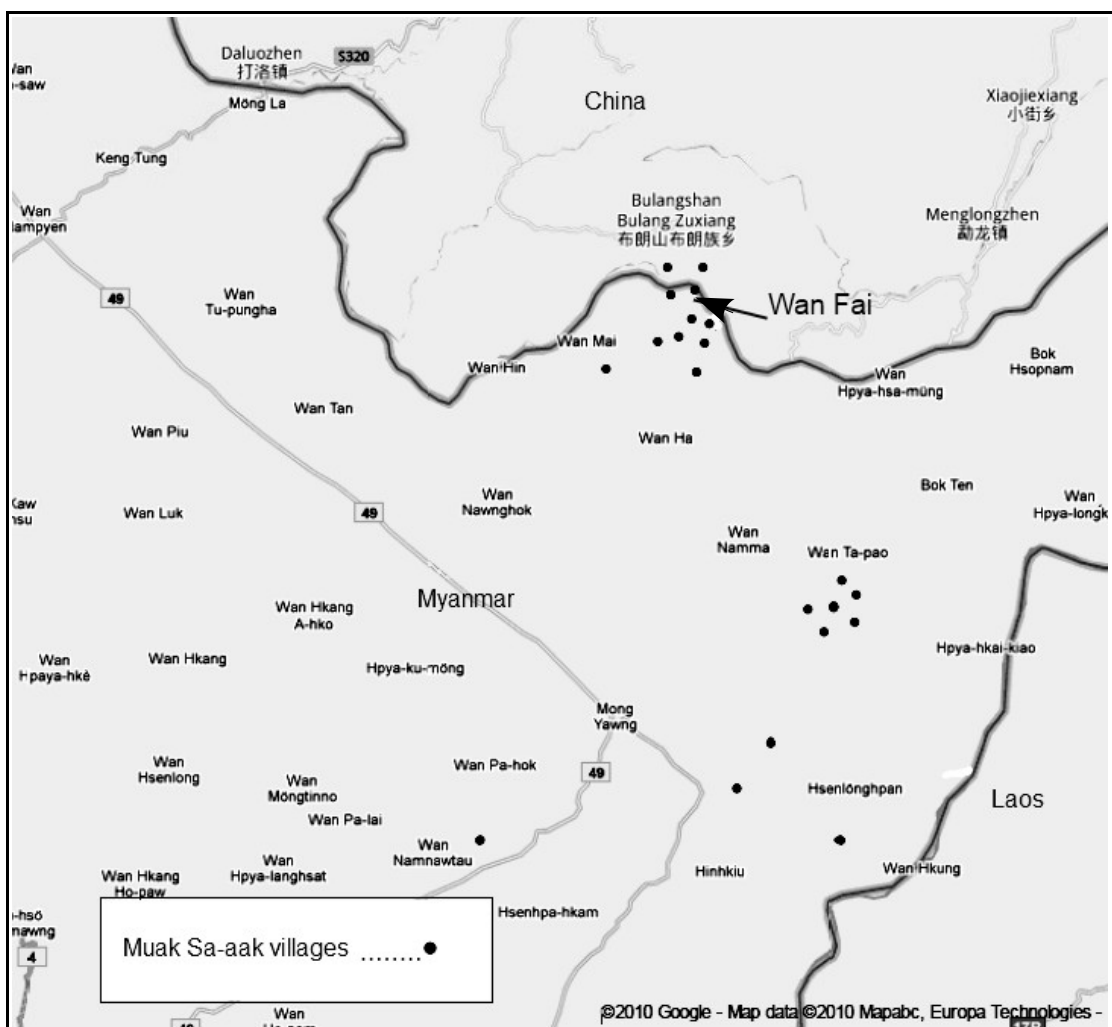 Daluozhen
打洛镇
S320
China
Xiaojiexiang
小街乡
Möng La
Keng Tung
Wan
Bulangshan
Bulang Zuxiang
布朗山布朗族乡
Menglongzhen
勐龙镇
49
Wan
Tu-pungha
Wan Fai
Wan Mai
Wan Hin
Bok
Hsopnam
Wan
Hpya-hsa-müng
Wan Tan
Wan Piu
Wan Ha
Bok Ten
Wan
Nawnghok
Wan Luk
49
Wan
Namma
Wan Ta-pao
Wan
Myanmar
Wan Hkang
A-hko
Wan
Hpaya-hkè
Wan Hkang
Hpya-ku-möng
Hpya-hkai-kiao
Mong
Yawng
Wan
Hsenlong
Wan Pa-hok
49
Wan
Möngtinno
Hsenlönghpan
Laos
Wan Pa-lai
Wan
Namnawtau
Wan
Hpya-langhsat
Wan Hkang
Ho-paw
Hinhkiu
Wan Hkung
Hsenhpa-hkam
4
Muak Sa-aak villages ........
Wan
©2010 Google - Map data ©2010 Mapabc, Europa Technologies -